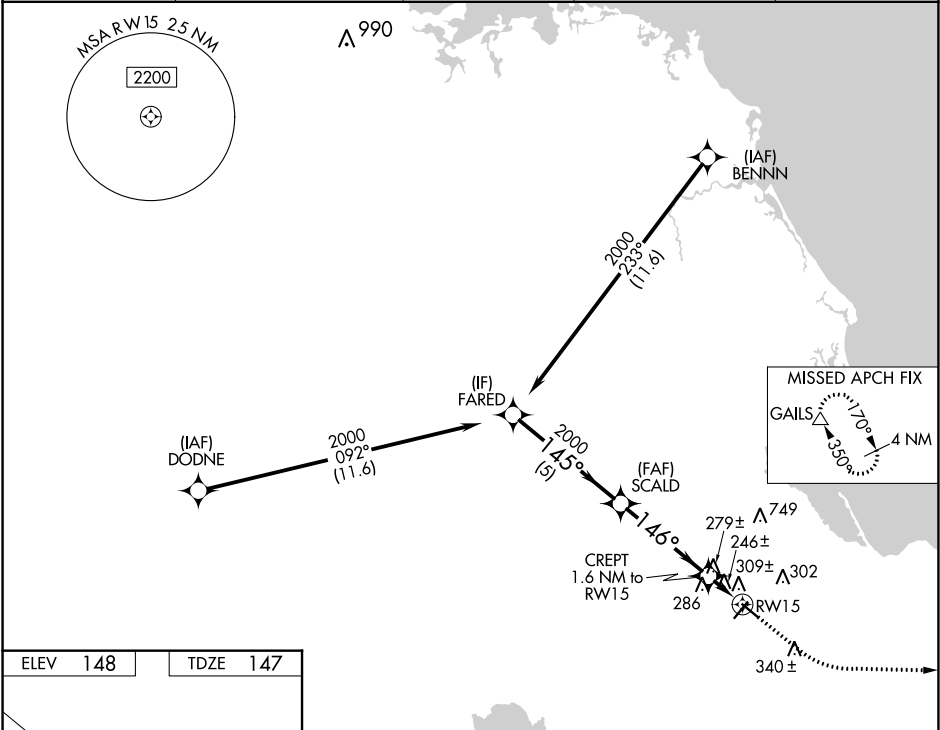 MSA RW15 25 NM
2200
990
(IAF)
BENNN
2000
233°
(11.6)
(IF)
FARED
MISSED APCH FIX
GAILS
170°
350°
4 NM
(IAF)
DODNE
2000
092°
(11.6)
2000
145°
(5)
(FAF)
SCALD
146°
749
279±
246±
309±
302
CREPT
1.6 NM to
RW15
286
RW15
340±
ELEV 148
TDZE 147